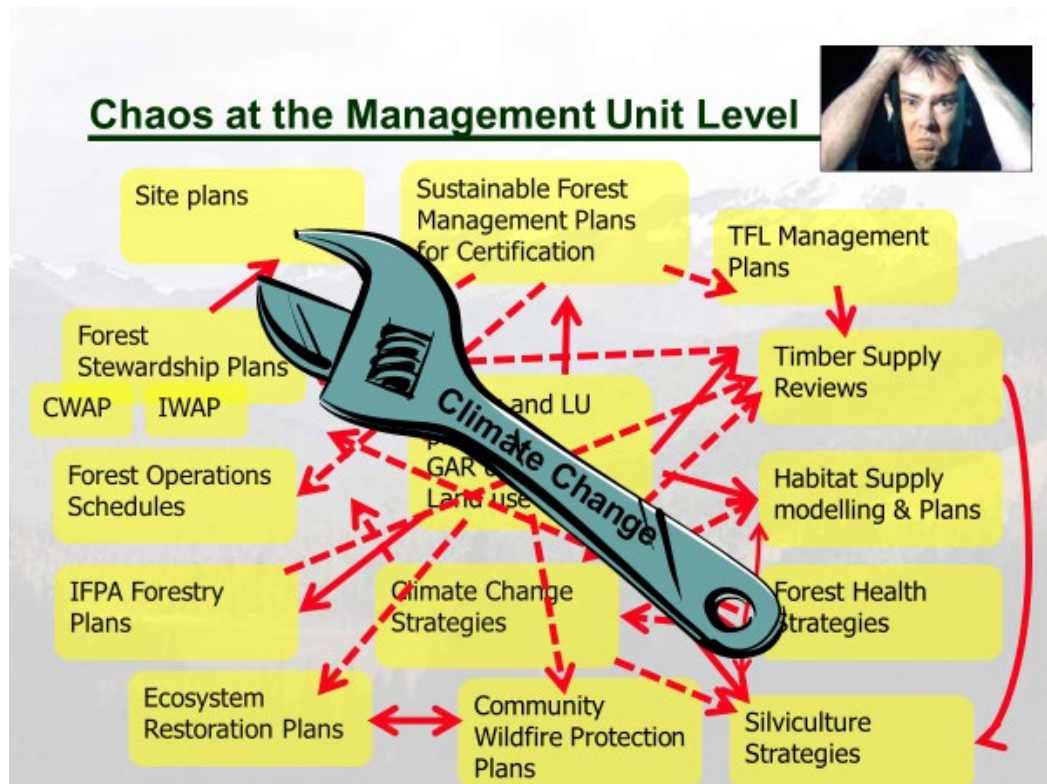 Chaos at the Management Unit Level
Site plans
Sustainable Forest
Management Plans
for Certification
TFL Management
Plans
Forest
Stewardship Plans
CWAP
IWAP
Timber Supply
Reviews
and LU
GAR
Land use
Climate Change
Forest Operations
Schedules
Habitat Supply
modelling & Plans
IFPA Forestry
Plans
Climate Change
Strategies
Forest Health
Strategies
Ecosystem
Restoration Plans
Community
Wildfire Protection
Plans
Silviculture
Strategies